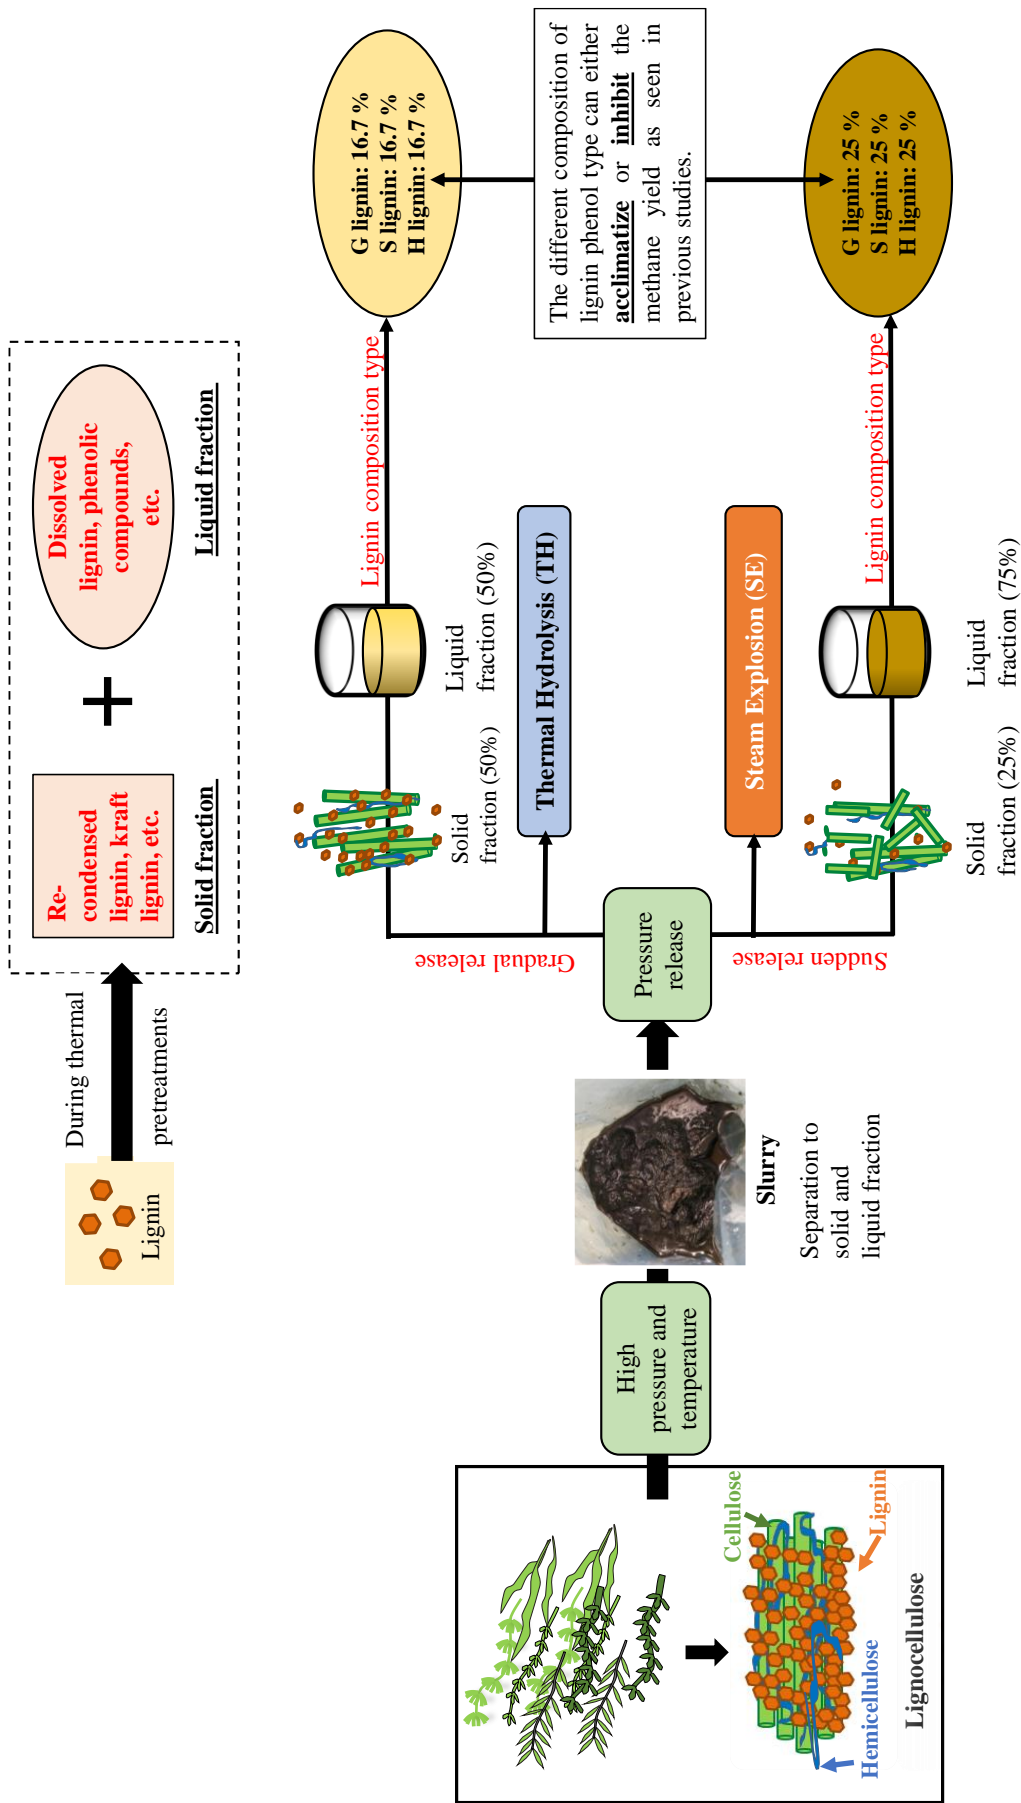 Lignin
During thermal
pretreatments
Re-
condensed
lignin, kraft
lignin, etc.
Solid fraction
Dissolved
lignin, phenolic
compounds,
etc.
Liquid fraction
Cellulose
Hemicellulose
Lignin
Lignocellulose
High
pressure and
temperature
Slurry
Separation to
solid and
liquid fraction
Pressure
release
Gradual release
Sudden release
Solid
fraction (50%)
Liquid
fraction (50%)
Lignin composition type
G lignin: 16.7 %
S lignin: 16.7 %
H lignin: 16.7 %
Thermal Hydrolysis (TH)
Steam Explosion (SE)
The different composition of
lignin phenol type can either
acclimatize or inhibit the
methane yield as seen in
previous studies.
Solid
fraction (25%)
Liquid
fraction (75%)
Lignin composition type
G lignin: 25 %
S lignin: 25 %
H lignin: 25 %